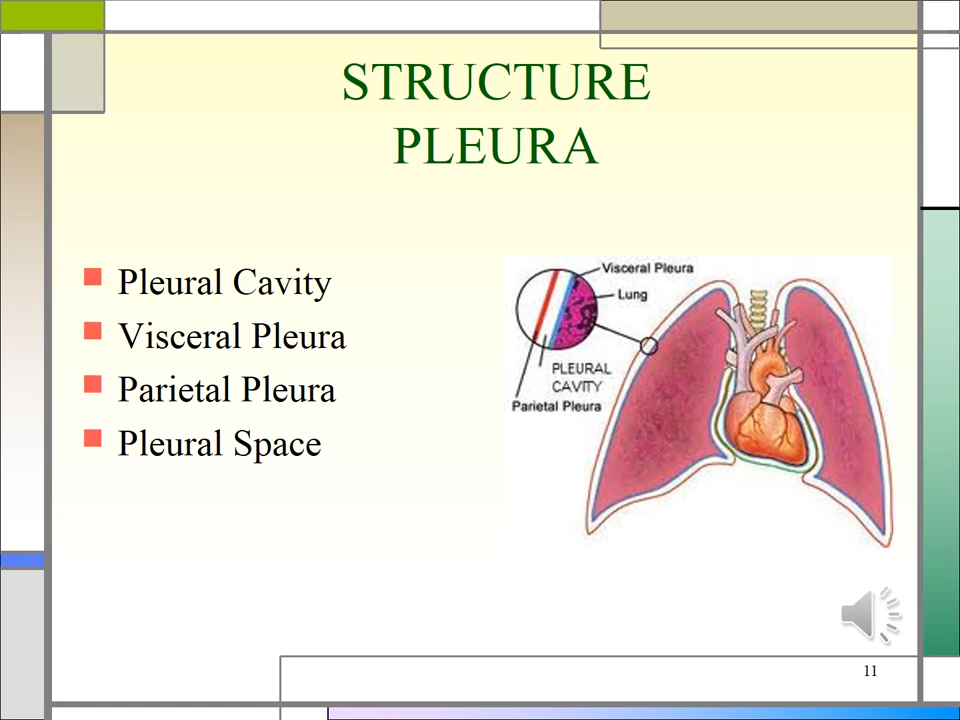 STRUCTURE
PLEURA
Pleural Cavity
Visceral Pleura
Parietal Pleura
Pleural Space
Visceral Pleura
Lung
PLEURAL
CAVITY
Parietal Pleura
11